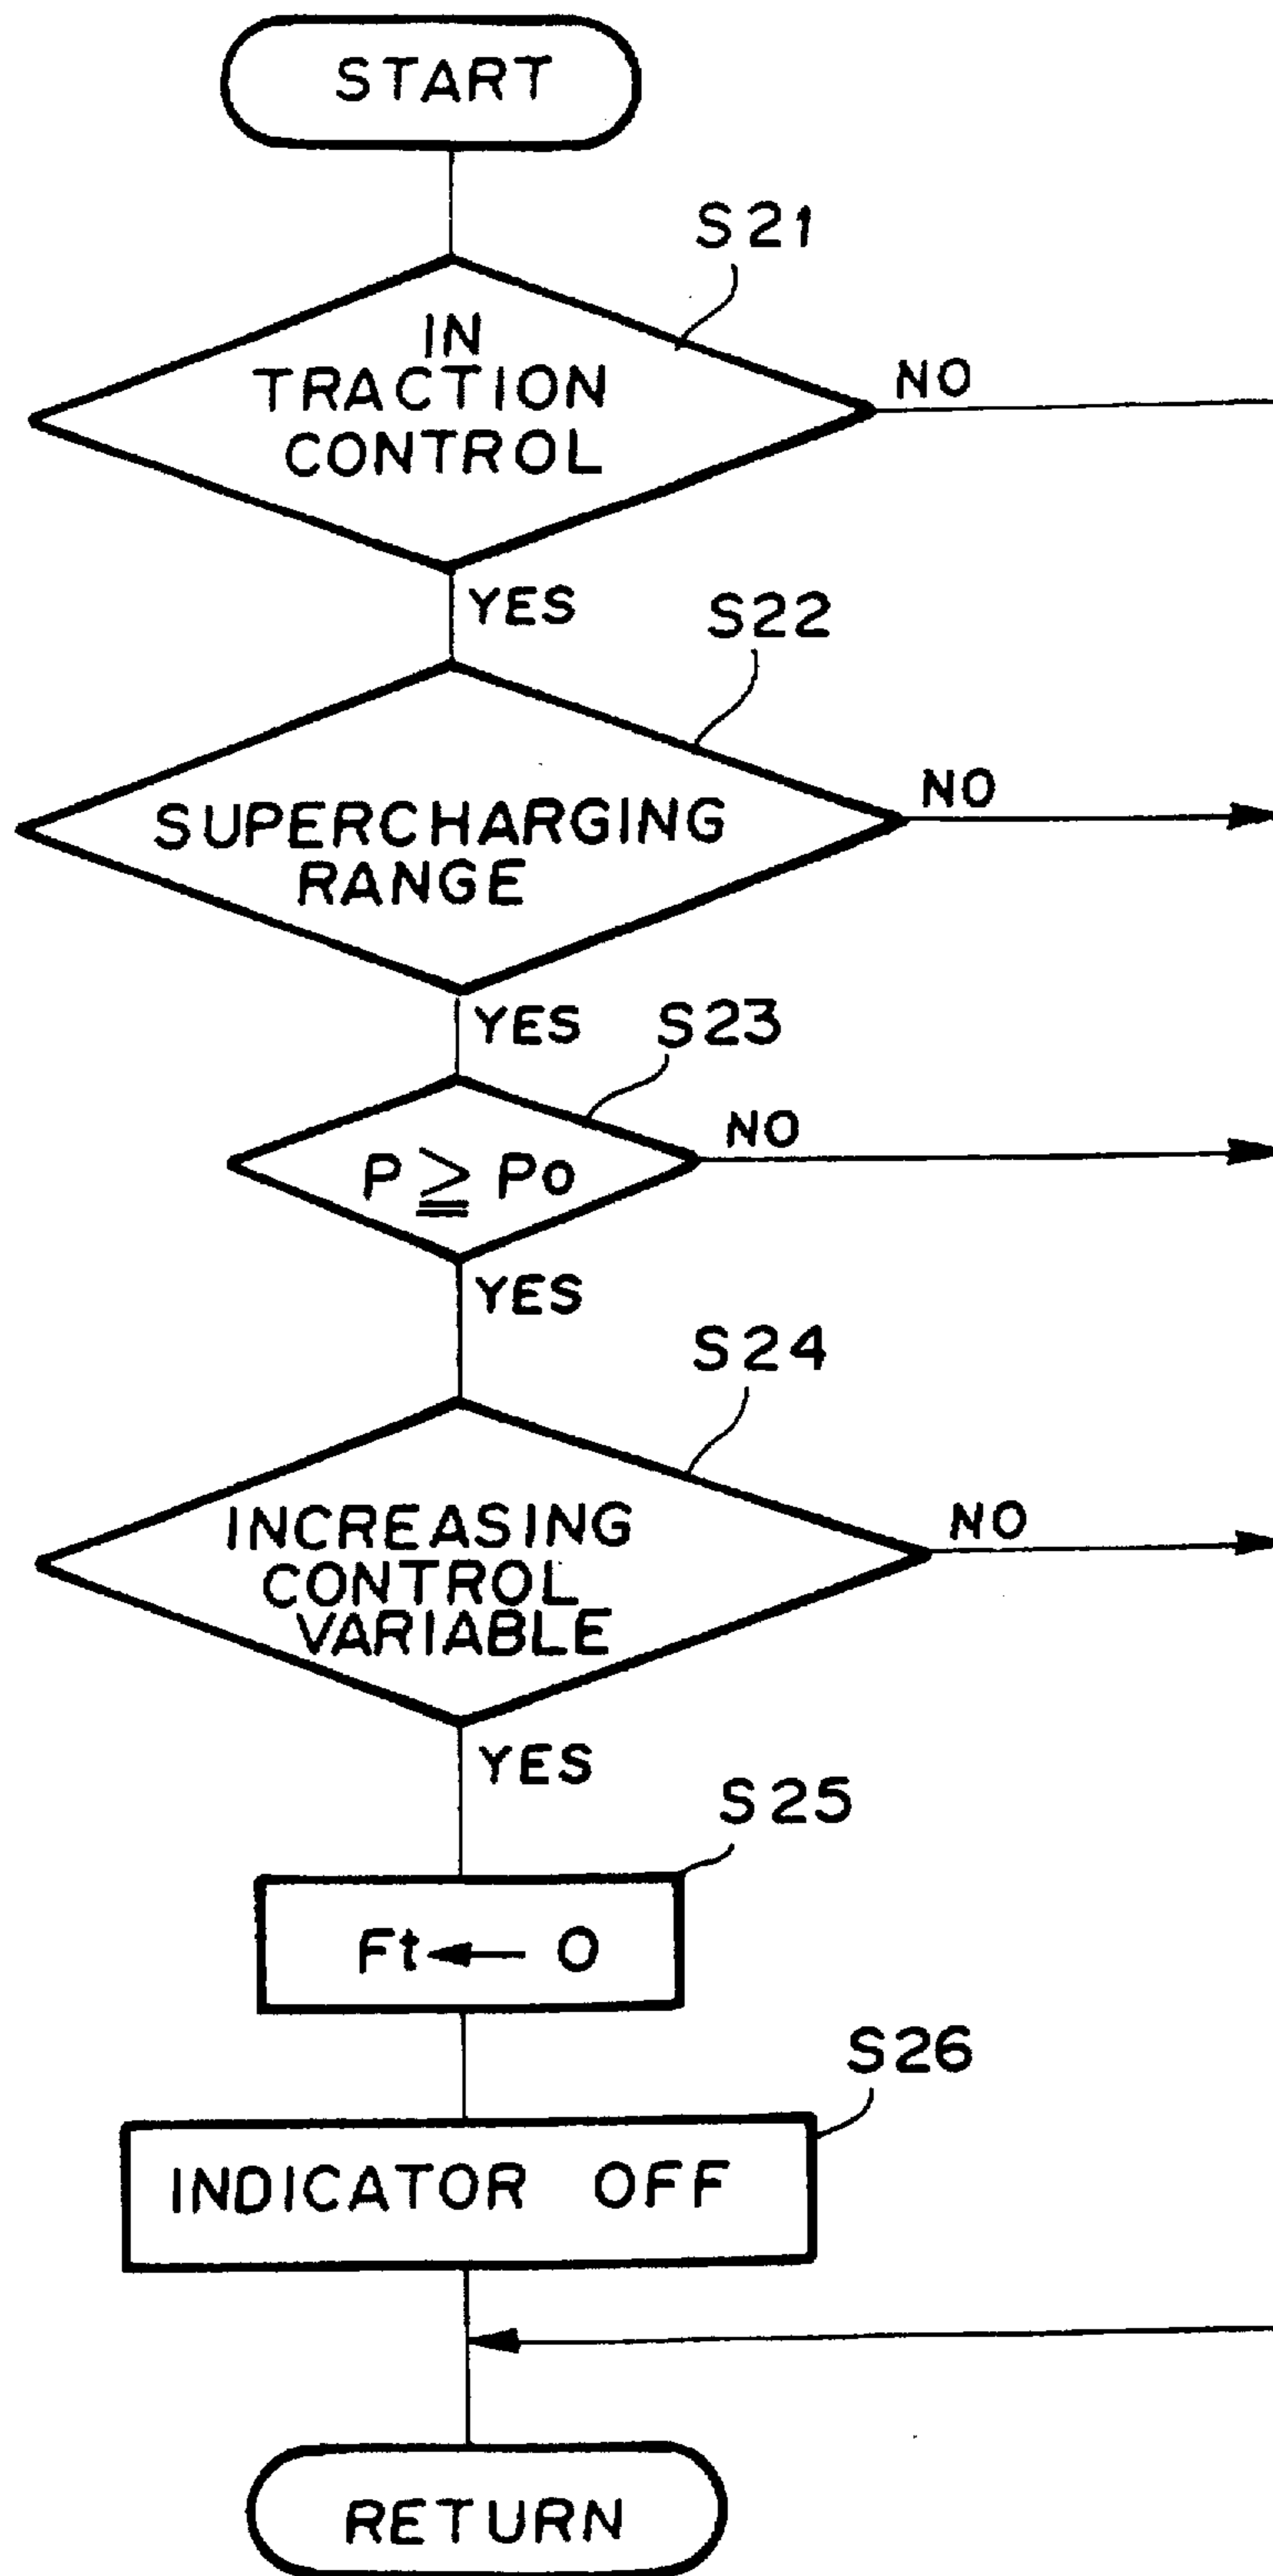 START
S21
IN
TRACTION
CONTROL
NO
YES
S22
SUPERCHARGING
RANGE
NO
YES
S23
P ≧ Po
NO
YES
S24
INCREASING
CONTROL
VARIABLE
NO
YES
S25
Ft ← O
S26
INDICATOR OFF
RETURN